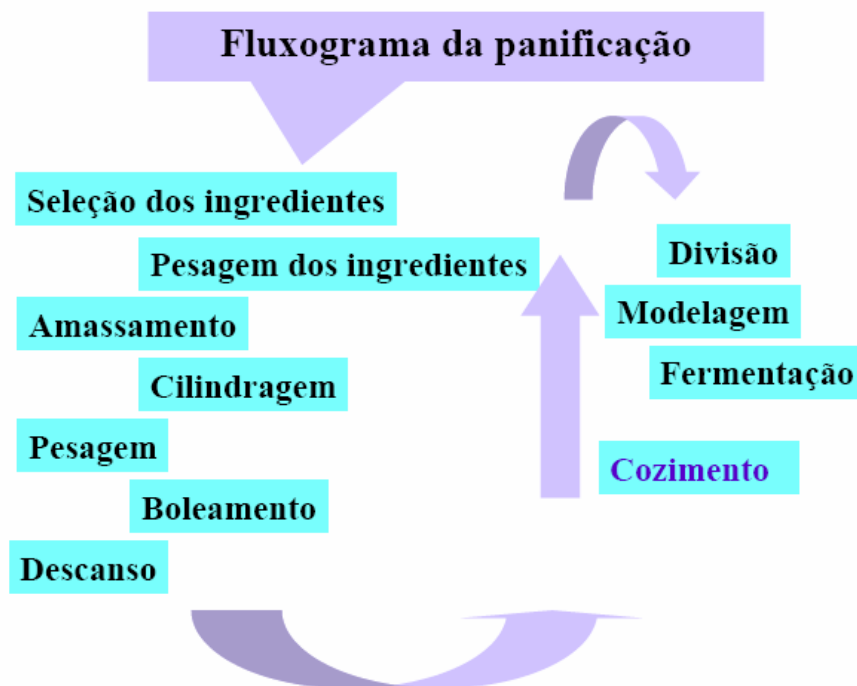 Fluxograma da panificação
Seleção dos ingredientes
Pesagem dos ingredientes
Amassamento
Cilindragem
Pesagem
Boleamento
Descanso
Divisão
Modelagem
Fermentação
Cozimento